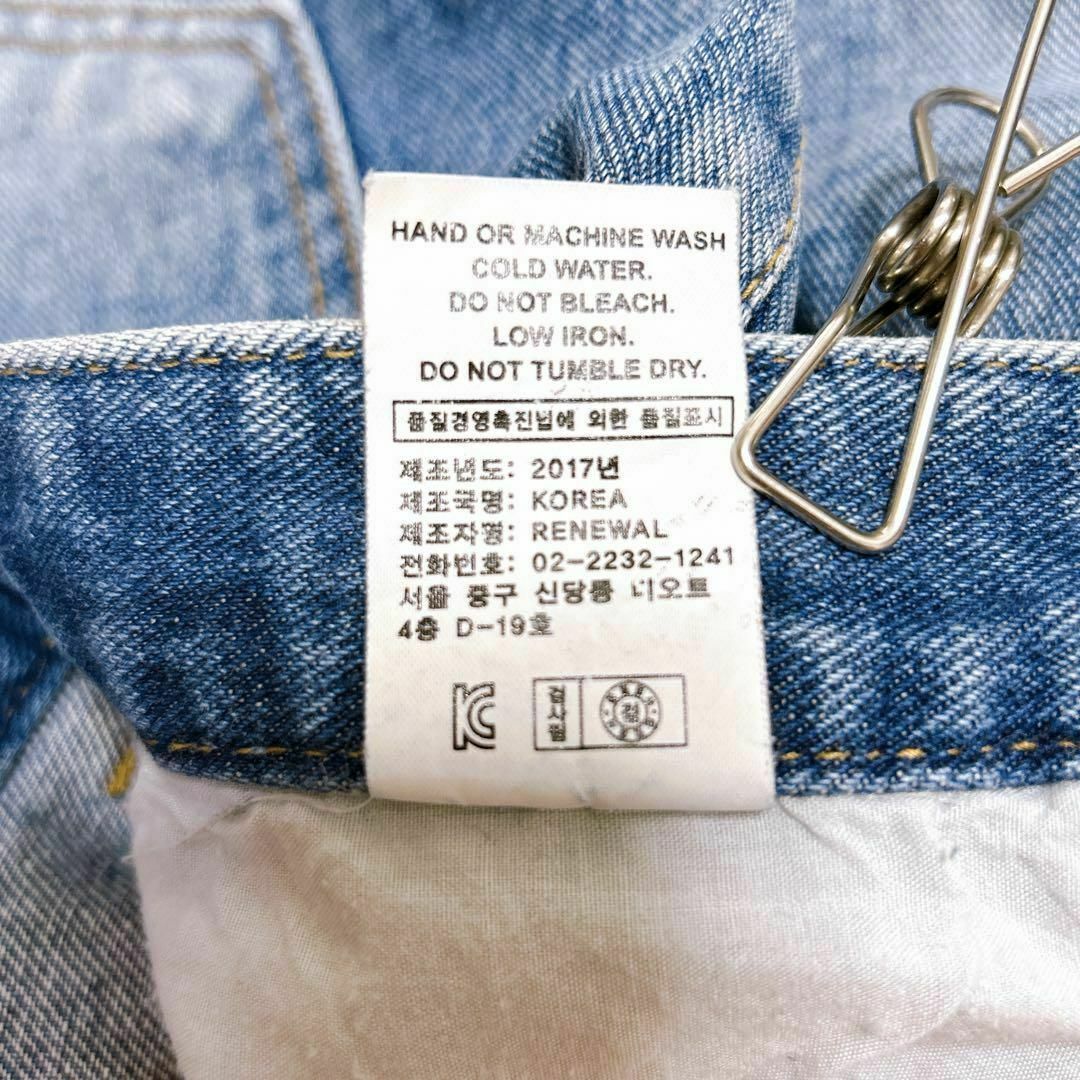 HAND OR MACHINE WASH
COLD WATER.
DO NOT BLEACH.
LOW IRON.
DO NOT TUMBLE DRY.
품질경영촉진법에 의한 품질표시
제조년도: 2017년
제조국명: KOREA
제조자명: RENEWAL
전화번호: 02-2232-1241
서울 중구 신당동
4층 D-19호
KC
검사필
검